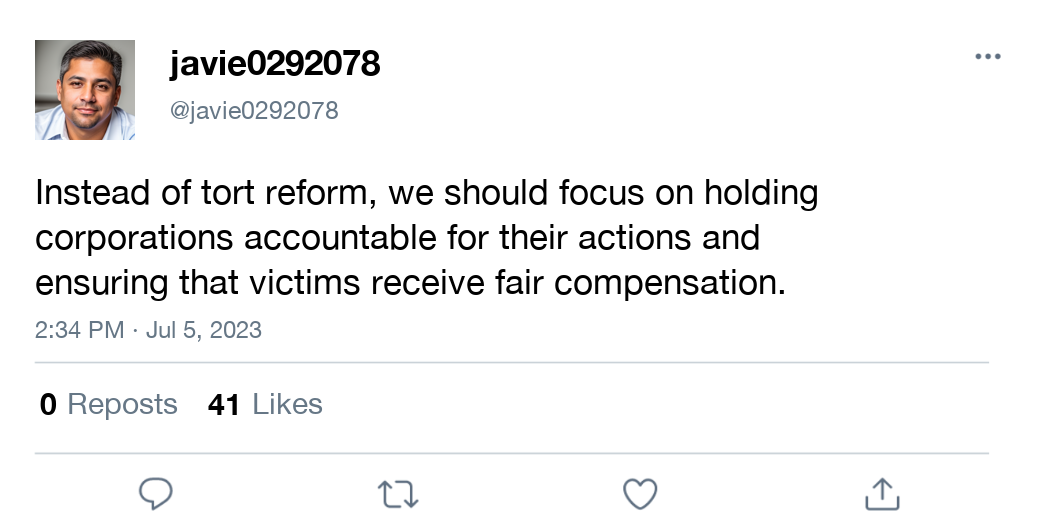 javie0292078
@javie0292078
Instead of tort reform, we should focus on holding
corporations accountable for their actions and
ensuring that victims receive fair compensation.
2:34 PM · Jul 5, 2023
0 Reposts 41 Likes